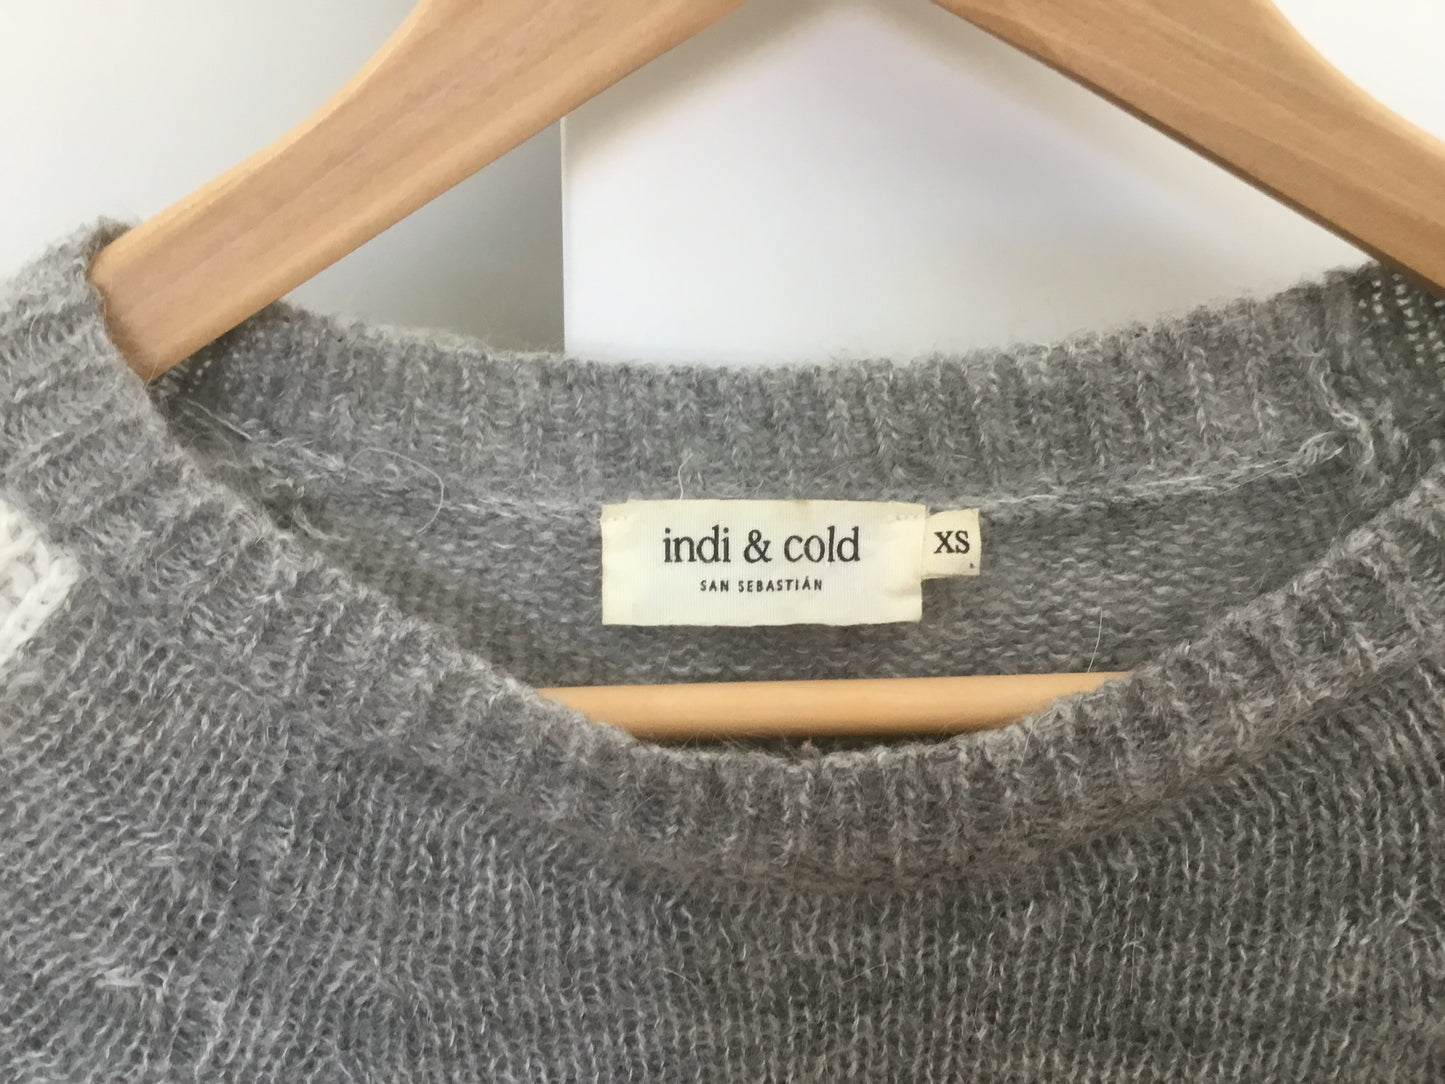 indi & cold
SAN SEBASTIÁN
XS